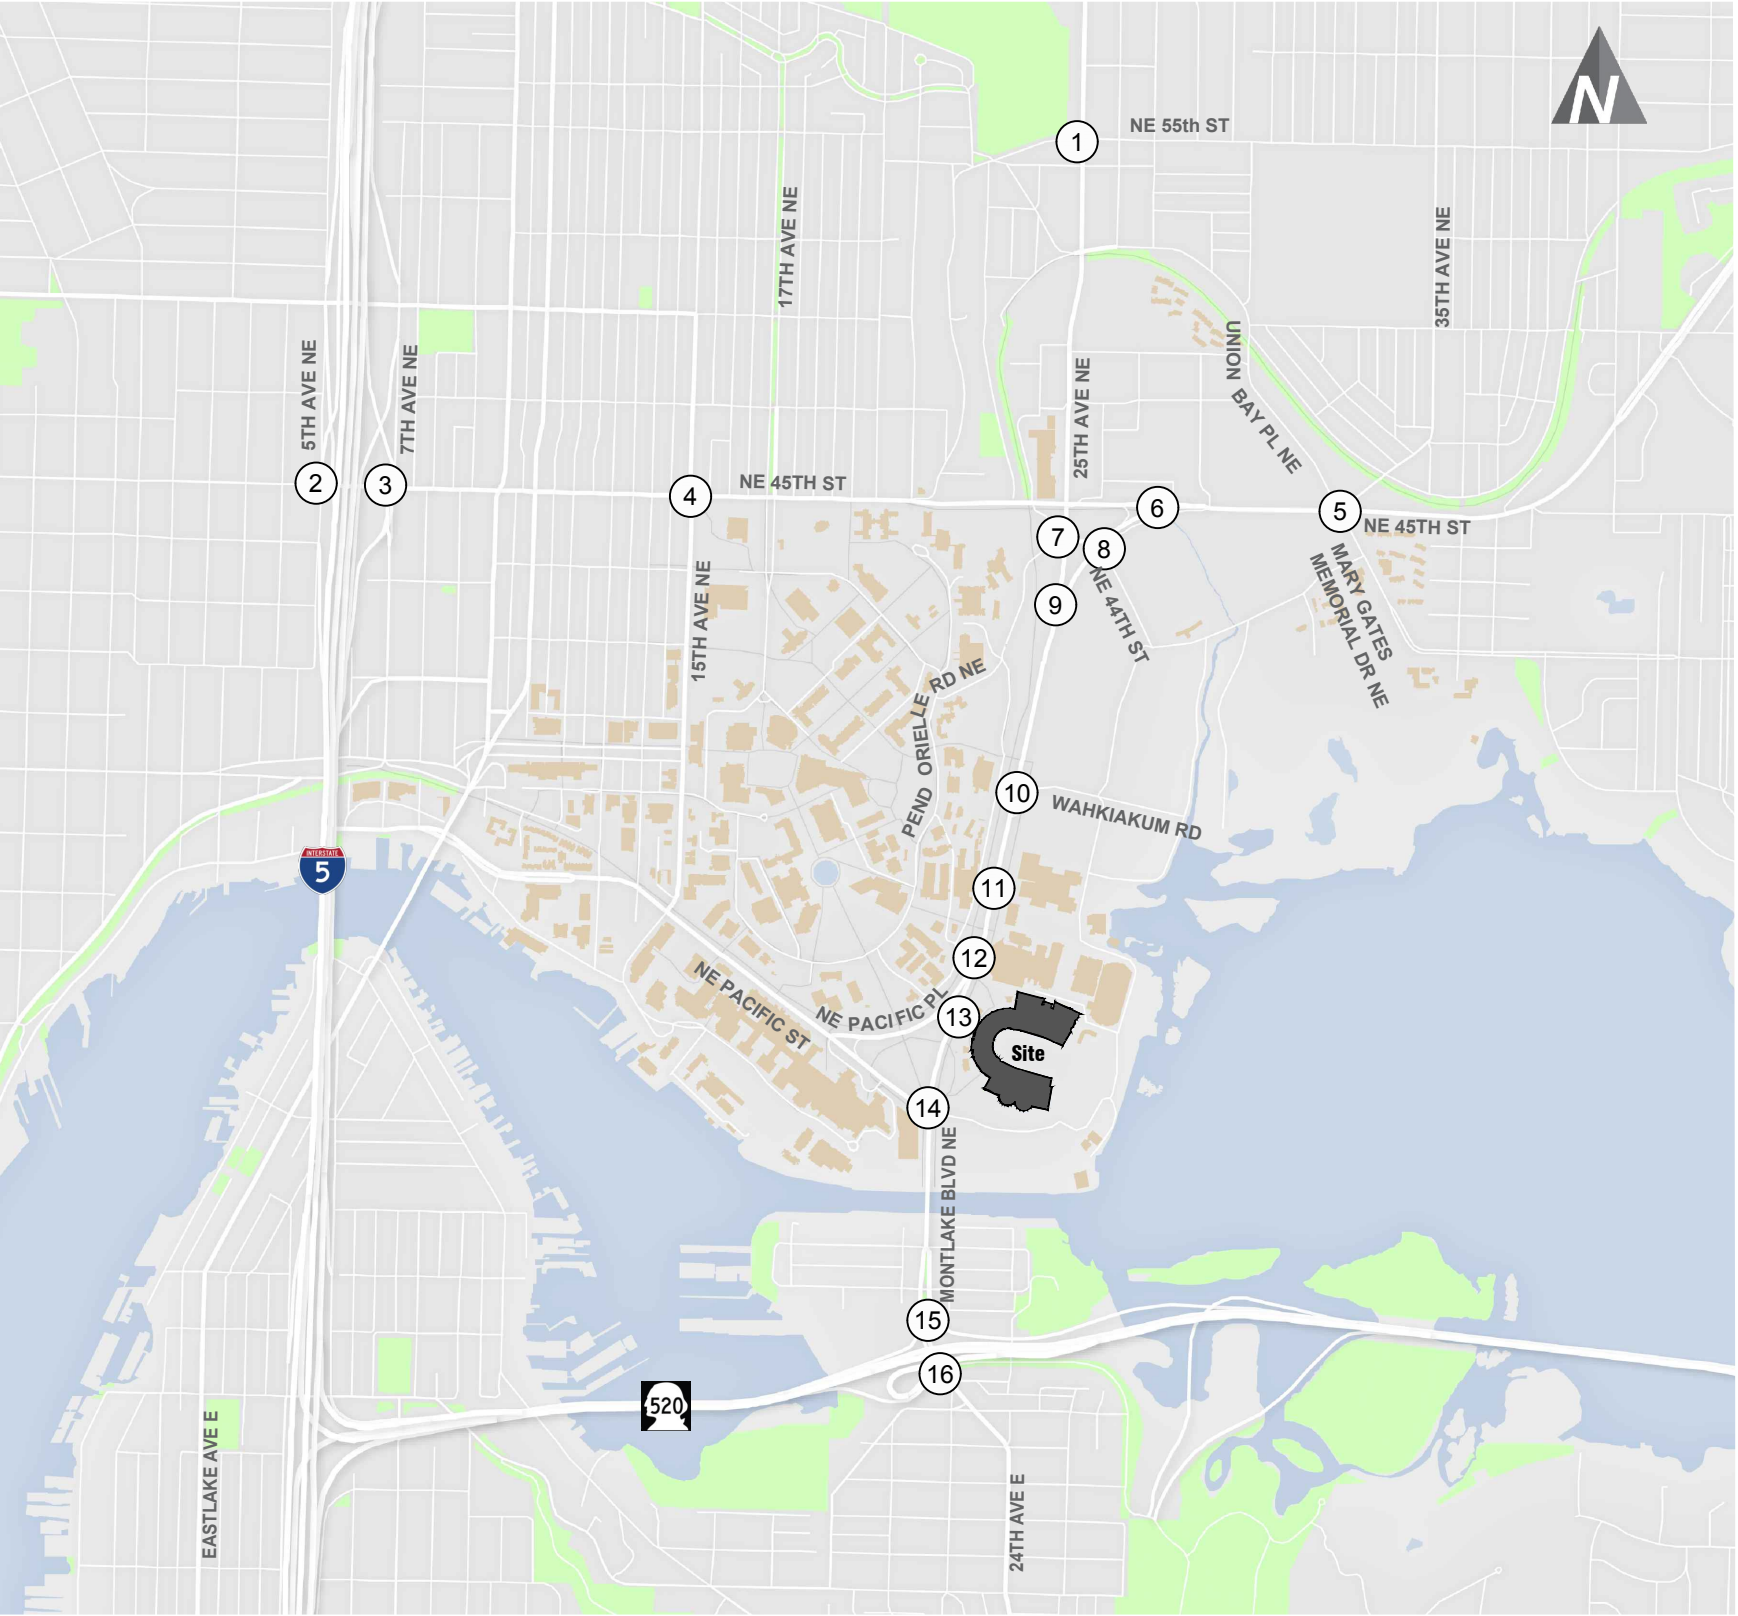 N
NE 55th ST
1
17TH AVE NE
35TH AVE NE
5TH AVE NE
7TH AVE NE
25TH AVE NE
UNION
BAY PL NE
2
3
4
NE 45TH ST
6
5
NE 45TH ST
7
8
9
NE 44TH ST
MARY GATES
MEMORIAL DR NE
15TH AVE NE
PEND ORIELLE RD NE
10
WAHKIAKUM RD
INTERSTATE
5
11
12
NE PACIFIC ST
NE PACIFIC PL
13
Site
14
MONTLAKE BLVD NE
15
16
520
EASTLAKE AVE E
24TH AVE E